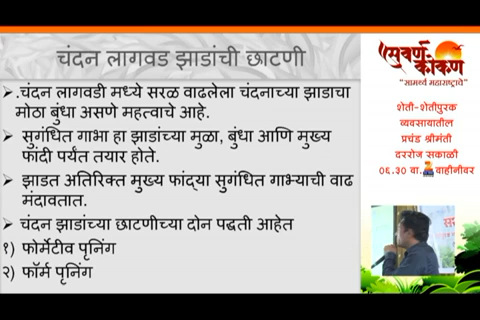 चंदन लागवड झाडांची छाटणी
➢.चंदन लागवडी मध्ये सरळ वाढलेला चंदनाच्या झाडाचा
मोठा बुंधा असणे महत्वाचे आहे.
➢ सुगंधित गाभा हा झाडांच्या मुळा, बुंधा आणि मुख्य
फांदी पर्यंत तयार होते.
➢ झाडत अतिरिक्त मुख्य फांद्या सुगंधित गाभ्याची वाढ
मंदावतात.
➢ चंदन झाडांच्या छाटणीच्या दोन पद्धती आहेत
१) फोर्मेटीव पृनिंग
२) फॉर्म पृनिंग
सुवर्ण
कोकण
"सामर्थ्य महाराष्ट्राचे"
शेती-शेतीपुरक
व्यवसायातील
प्रचंड श्रीमंती
दररोज सकाळी
०६.३० वा. वाहीनीवर